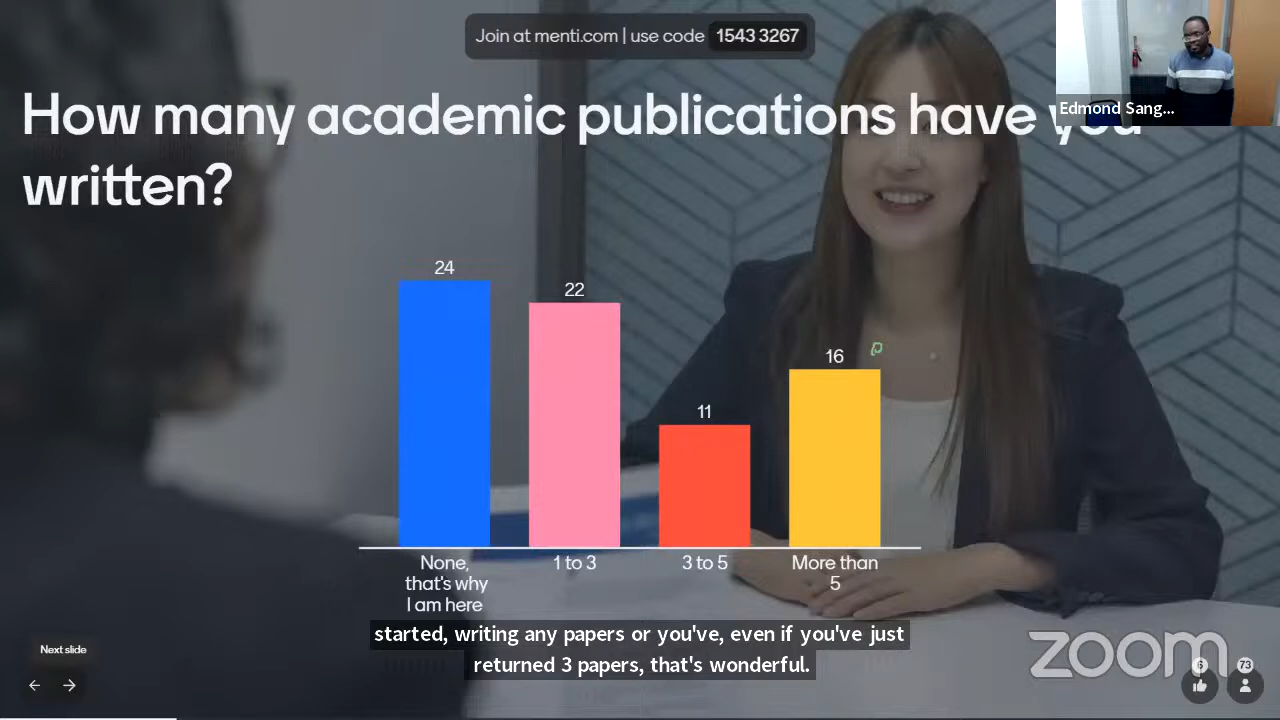 Join at menti.com | use code 1543 3267
How many academic publications have you
written?
Edmond Sang...
24
22
11
16
None,
that's why
I am here
1 to 3
3 to 5
More than
5
started, writing any papers or you've, even if you've just
returned 3 papers, that's wonderful.
Next slide
zoom
6
73